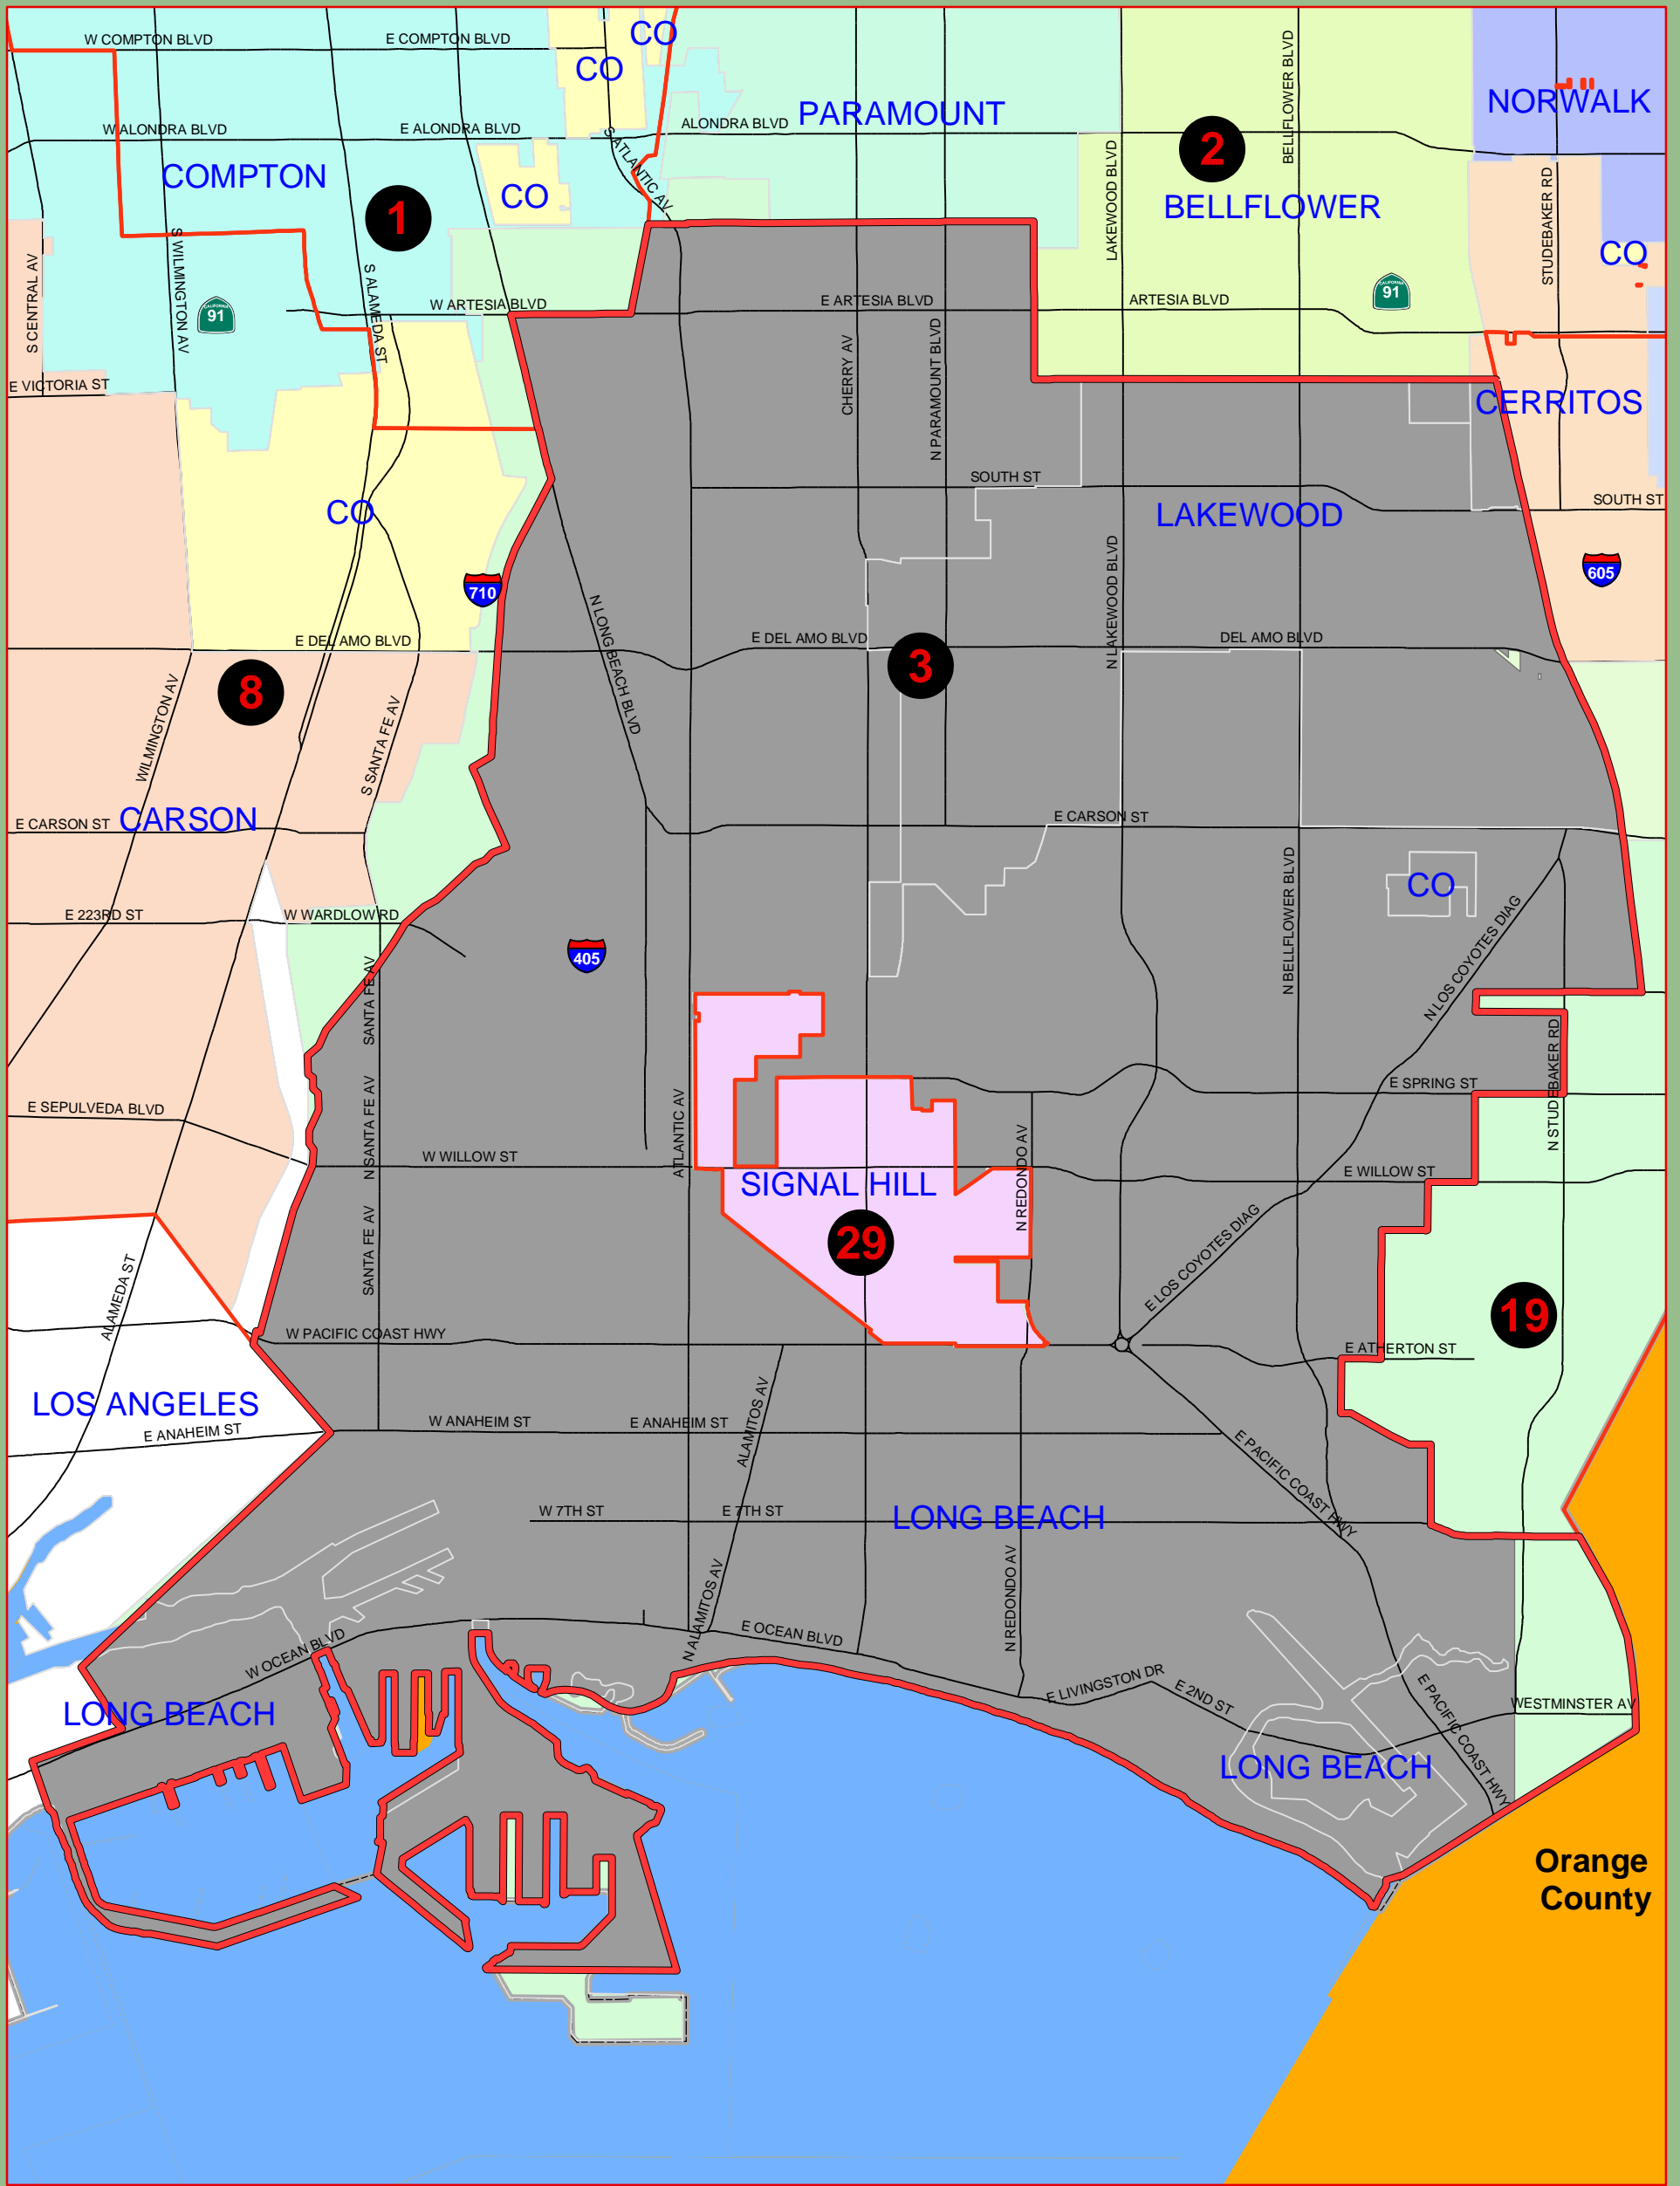 CO
W COMPTON BLVD
E COMPTON BLVD
CO
NORWALK
PARAMOUNT
W ALONDRA BLVD
E ALONDRA BLVD
ALONDRA BLVD
S ATLANTIC AV
BELLFLOWER BLVD
LAKEWOOD BLVD
2
COMPTON
CO
1
BELLFLOWER
STUDEBAKER RD
CO
S CENTRAL AV
S WILMINGTON AV
CALIFORNIA
91
S ALAMEDA ST
W ARTESIA BLVD
E ARTESIA BLVD
ARTESIA BLVD
CALIFORNIA
91
CHERRY AV
N PARAMOUNT BLVD
E VICTORIA ST
CERRITOS
SOUTH ST
SOUTH ST
CO
LAKEWOOD
710
605
N LONG BEACH BLVD
N LAKEWOOD BLVD
E DEL AMO BLVD
E DEL AMO BLVD
DEL AMO BLVD
8
3
WILMINGTON AV
S SANTA FE AV
E CARSON ST
CARSON
E CARSON ST
N BELLFLOWER BLVD
CO
E 223RD ST
W WARDLOW RD
405
SANTA FE AV
N LOS COYOTES DIAG
N STUDEBAKER RD
E SPRING ST
E SEPULVEDA BLVD
N SANTA FE AV
ATLANTIC AV
W WILLOW ST
N REDONDO AV
E WILLOW ST
SIGNAL HILL
29
SANTA FE AV
E LOS COYOTES DIAG
19
ALAMEDA ST
W PACIFIC COAST HWY
E ATHERTON ST
LOS ANGELES
E ANAHEIM ST
W ANAHEIM ST
E ANAHEIM ST
ALAMITOS AV
E PACIFIC COAST HWY
W 7TH ST
E 7TH ST
LONG BEACH
N REDONDO AV
N ALAMITOS AV
W OCEAN BLVD
E OCEAN BLVD
E LIVINGSTON DR
E 2ND ST
E PACIFIC COAST HWY
WESTMINSTER AV
LONG BEACH
LONG BEACH
Orange
County